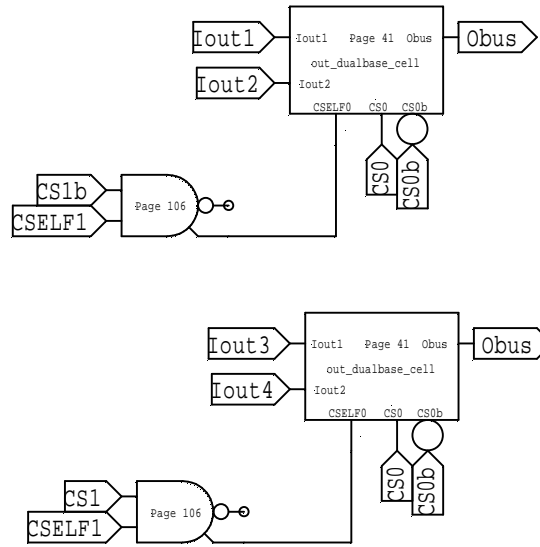 Iout1 Iout1 Page 41 Obus Obus
out_dualbase_cell
Iout2 Iout2
CSELF0 CS0 CS0b
CS0 CS0b
CS1b
Page 106
CSELF1
Iout3 Iout1 Page 41 Obus Obus
out_dualbase_cell
Iout4 Iout2
CSELF0 CS0 CS0b
CS0 CS0b
CS1
Page 106
CSELF1